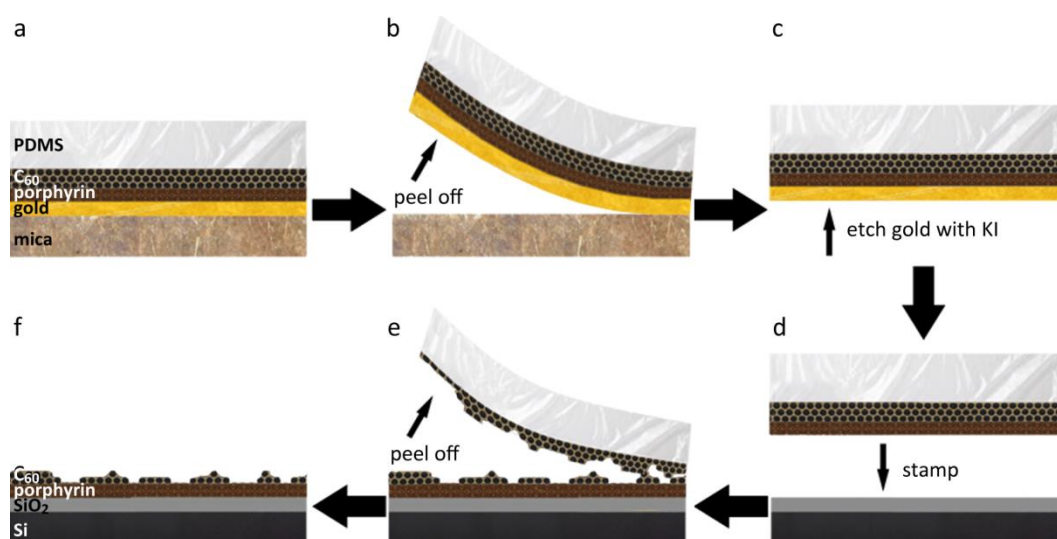 a
PDMS
C₆₀
porphyrin
gold
mica
b
peel off
c
etch gold with KI
f
C₆₀
porphyrin
SiO₂
Si
e
peel off
d
stamp